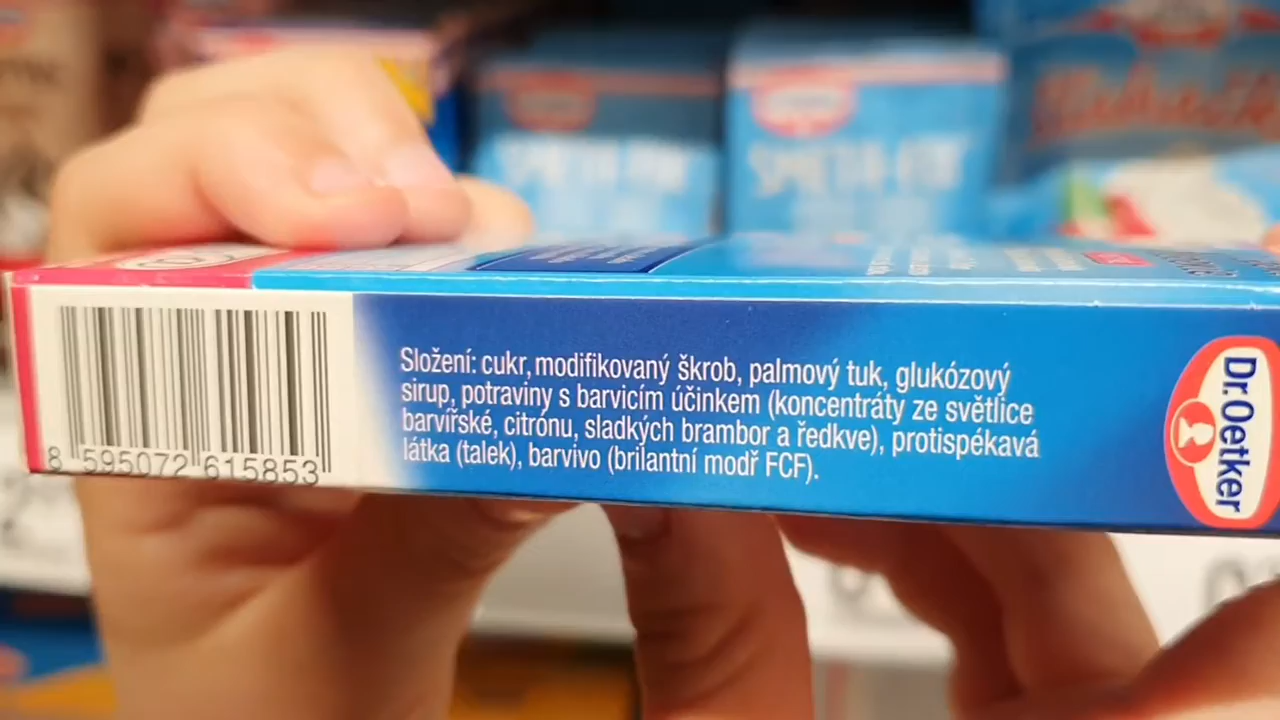 Složení: cukr, modifikovaný škrob, palmový tuk, glukózový
sirup, potraviny s barvicím účinkem (koncentráty ze světlice
barvířské, citrónu, sladkých brambor a ředkve), protispékavá
látka (talek), barvivo (brilantní modř FCF).
8 595072 615853
Dr.Oetker